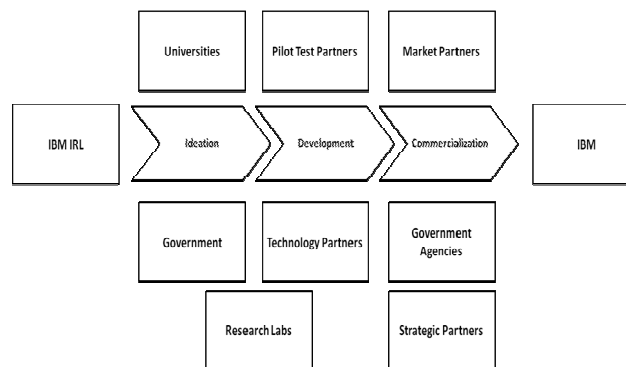 Universities
Pilot Test Partners
Market Partners
IBM IRL
Ideation
Development
Commercialization
IBM
Government
Technology Partners
Government
Agencies
Research Labs
Strategic Partners